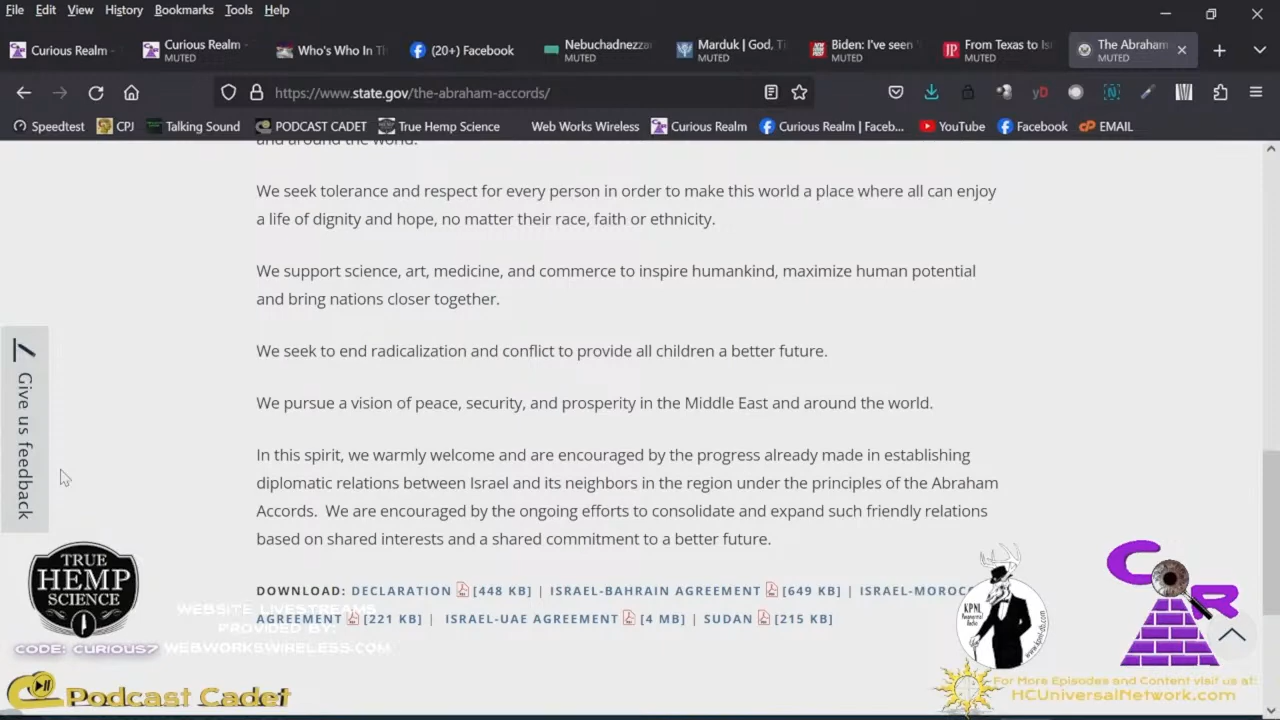 File Edit View History Bookmarks Tools Help
Curious Realm -
Curious Realm -
MUTED
Who's Who In Th
(20+) Facebook
Nebuchadnezza
MUTED
Marduk | God, Ti
MUTED
Biden: I've seen
MUTED
From Texas to Is
MUTED
The Abraham
MUTED
https://www.state.gov/the-abraham-accords/
Speedtest CPJ Talking Sound PODCAST CADET True Hemp Science Web Works Wireless Curious Realm Curious Realm | Faceb... YouTube Facebook EMAIL
and around the world.
We seek tolerance and respect for every person in order to make this world a place where all can enjoy
a life of dignity and hope, no matter their race, faith or ethnicity.
We support science, art, medicine, and commerce to inspire humankind, maximize human potential
and bring nations closer together.
We seek to end radicalization and conflict to provide all children a better future.
We pursue a vision of peace, security, and prosperity in the Middle East and around the world.
In this spirit, we warmly welcome and are encouraged by the progress already made in establishing
diplomatic relations between Israel and its neighbors in the region under the principles of the Abraham
Accords. We are encouraged by the ongoing efforts to consolidate and expand such friendly relations
based on shared interests and a shared commitment to a better future.
DOWNLOAD: DECLARATION [448 KB] | ISRAEL-BAHRAIN AGREEMENT [649 KB] | ISRAEL-MOROC
AGREEMENT [221 KB] | ISRAEL-UAE AGREEMENT [4 MB] | SUDAN [215 KB]
Give us feedback
TRUE
HEMP
SCIENCE
CODE: CURIOUS7
WEBSITE LIVESTREAMS
PROVIDED BY:
WEBWORKSWIRELESS.COM
Podcast Cadet
KPNL
CR
For More Episodes and Content visit us at:
HCUniversalNetwork.com